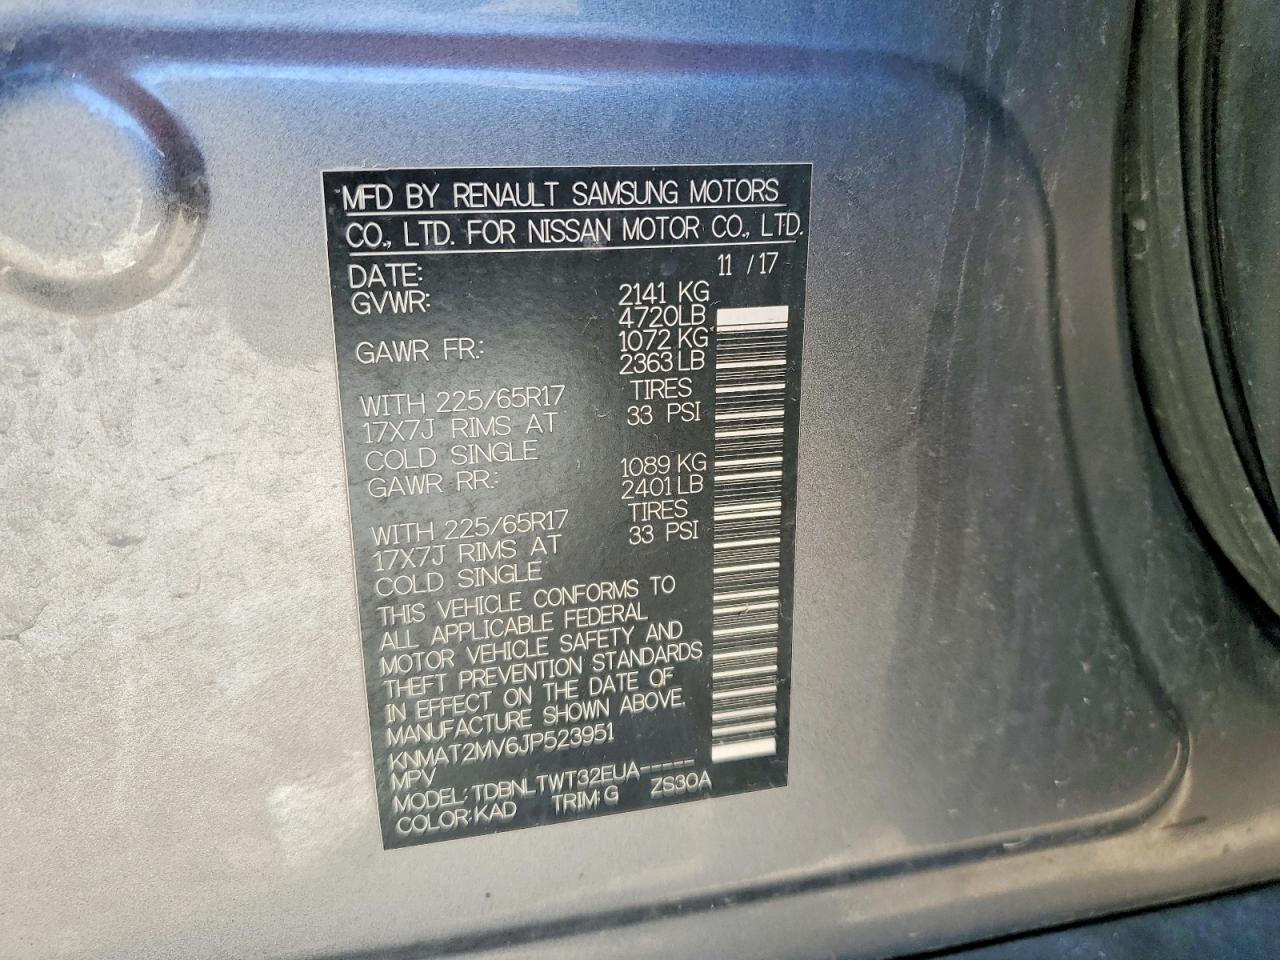 MFD BY RENAULT SAMSUNG MOTORS
CO., LTD. FOR NISSAN MOTOR CO., LTD.
DATE: 11 /17
GVWR: 2141 KG
4720LB
GAWR FR.: 1072 KG
2363 LB
WITH 225/65R17 TIRES
17X7J RIMS AT 33 PSI
COLD SINGLE
GAWR RR.: 1089 KG
2401 LB
WITH 225/65R17 TIRES
17X7J RIMS AT 33 PSI
COLD SINGLE
THIS VEHICLE CONFORMS TO
ALL APPLICABLE FEDERAL
MOTOR VEHICLE SAFETY AND
THEFT PREVENTION STANDARDS
IN EFFECT ON THE DATE OF
MANUFACTURE SHOWN ABOVE.
KNMAT2MV6JP523951
MPV
MODEL: TDBNLTWT32EUA-----
COLOR:KAD TRIM:G ZS30A